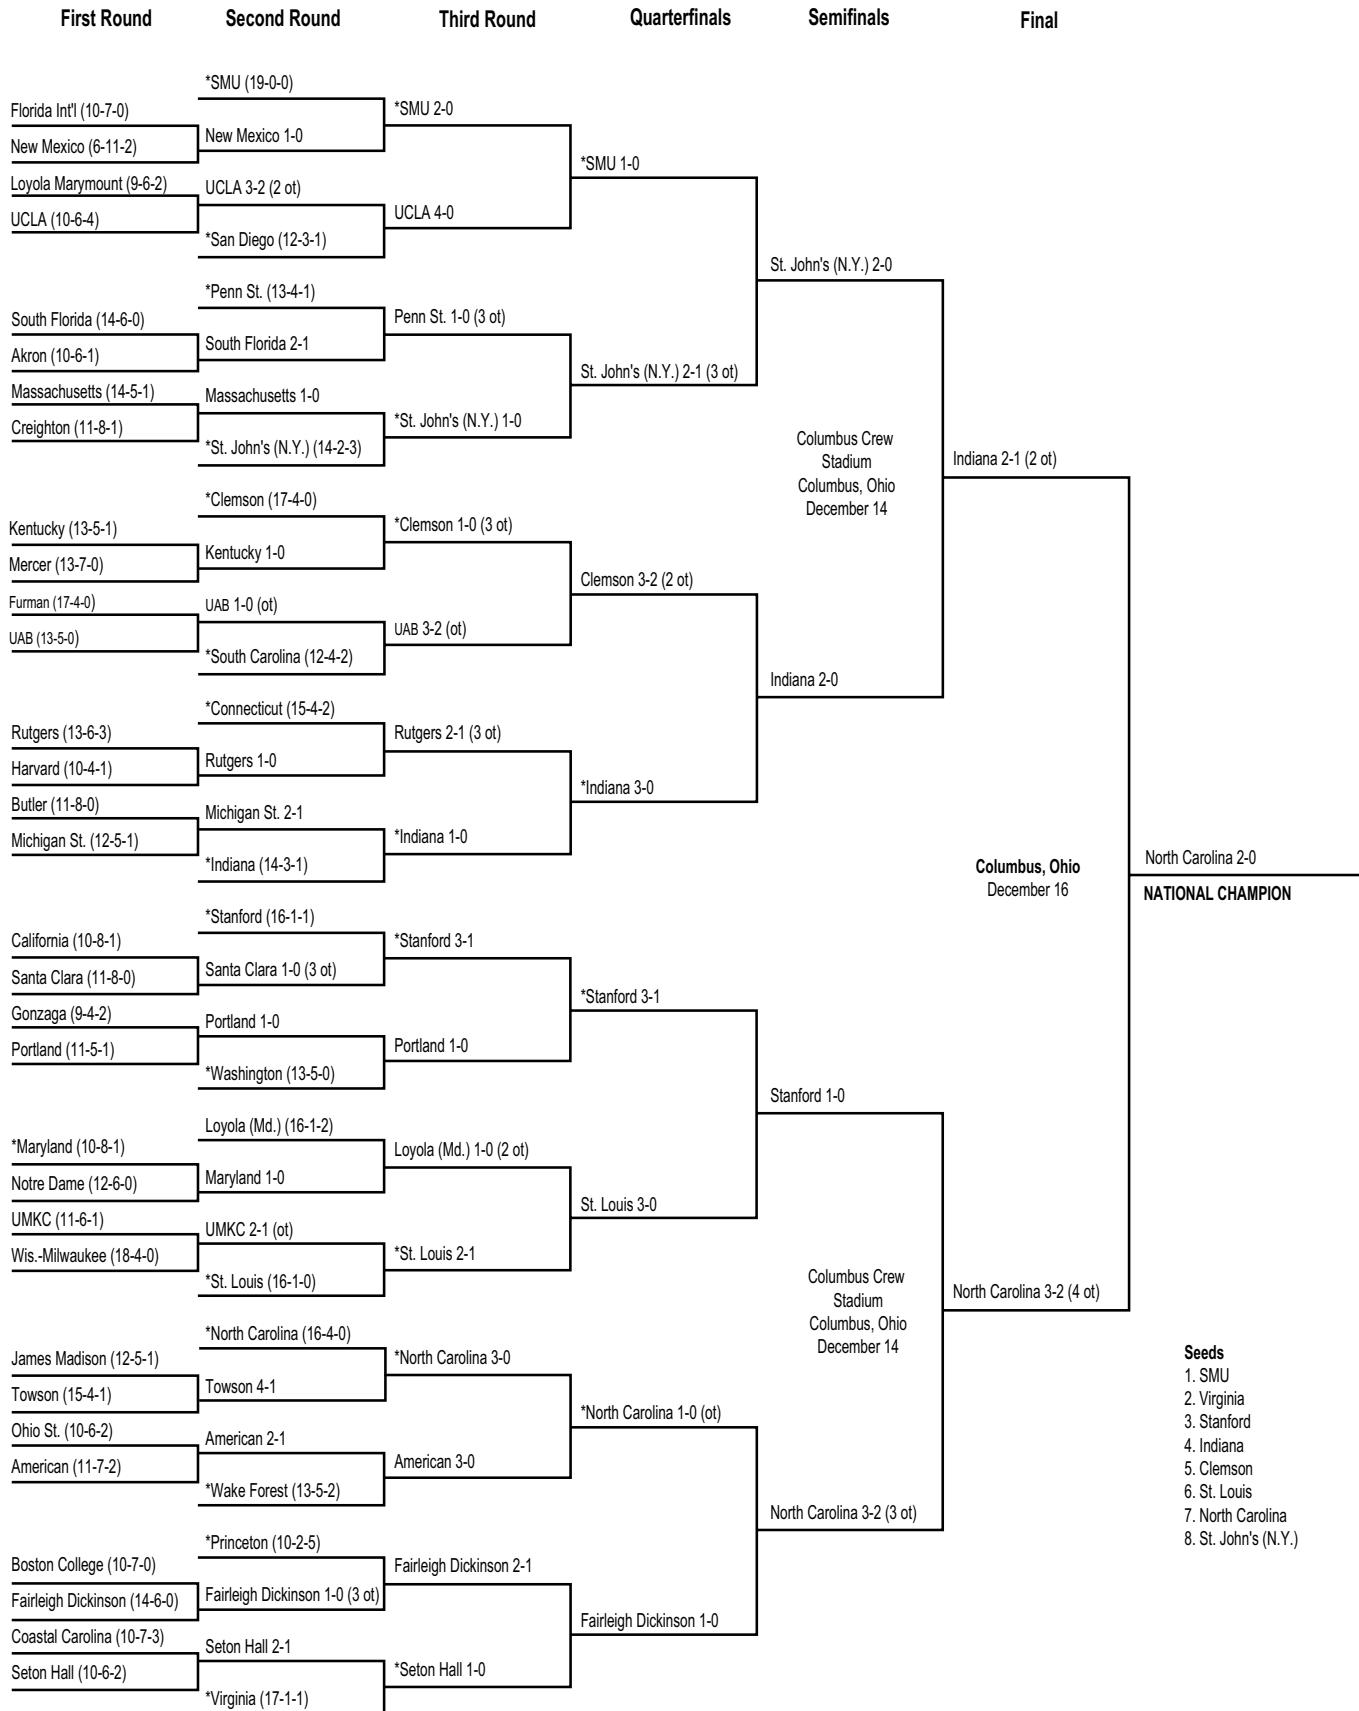 First Round
Second Round
Third Round
Quarterfinals
Semifinals
Final
Florida Int'l (10-7-0)
New Mexico (6-11-2)
Loyola Marymount (9-6-2)
UCLA (10-6-4)
South Florida (14-6-0)
Akron (10-6-1)
Massachusetts (14-5-1)
Creighton (11-8-1)
Kentucky (13-5-1)
Mercer (13-7-0)
Furman (17-4-0)
UAB (13-5-0)
Rutgers (13-6-3)
Harvard (10-4-1)
Butler (11-8-0)
Michigan St. (12-5-1)
California (10-8-1)
Santa Clara (11-8-0)
Gonzaga (9-4-2)
Portland (11-5-1)
*Maryland (10-8-1)
Notre Dame (12-6-0)
UMKC (11-6-1)
Wis.-Milwaukee (18-4-0)
James Madison (12-5-1)
Towson (15-4-1)
Ohio St. (10-6-2)
American (11-7-2)
Boston College (10-7-0)
Fairleigh Dickinson (14-6-0)
Coastal Carolina (10-7-3)
Seton Hall (10-6-2)
*SMU (19-0-0)
New Mexico 1-0
UCLA 3-2 (2 ot)
*San Diego (12-3-1)
*Penn St. (13-4-1)
South Florida 2-1
Massachusetts 1-0
*St. John's (N.Y.) (14-2-3)
*Clemson (17-4-0)
Kentucky 1-0
UAB 1-0 (ot)
*South Carolina (12-4-2)
*Connecticut (15-4-2)
Rutgers 1-0
Michigan St. 2-1
*Indiana (14-3-1)
*Stanford (16-1-1)
Santa Clara 1-0 (3 ot)
Portland 1-0
*Washington (13-5-0)
Loyola (Md.) (16-1-2)
Maryland 1-0
UMKC 2-1 (ot)
*St. Louis (16-1-0)
*North Carolina (16-4-0)
Towson 4-1
American 2-1
*Wake Forest (13-5-2)
*Princeton (10-2-5)
Fairleigh Dickinson 1-0 (3 ot)
Seton Hall 2-1
*Virginia (17-1-1)
*SMU 2-0
UCLA 4-0
Penn St. 1-0 (3 ot)
*St. John's (N.Y.) 1-0
*Clemson 1-0 (3 ot)
UAB 3-2 (ot)
Rutgers 2-1 (3 ot)
*Indiana 1-0
*Stanford 3-1
Portland 1-0
Loyola (Md.) 1-0 (2 ot)
*St. Louis 2-1
*North Carolina 3-0
American 3-0
Fairleigh Dickinson 2-1
*Seton Hall 1-0
*SMU 1-0
St. John's (N.Y.) 2-1 (3 ot)
Clemson 3-2 (2 ot)
*Indiana 3-0
*Stanford 3-1
St. Louis 3-0
*North Carolina 1-0 (ot)
Fairleigh Dickinson 1-0
St. John's (N.Y.) 2-0
Columbus Crew
Stadium
Columbus, Ohio
December 14
Indiana 2-0
Stanford 1-0
Columbus Crew
Stadium
Columbus, Ohio
December 14
North Carolina 3-2 (3 ot)
Indiana 2-1 (2 ot)
Columbus, Ohio
December 16
North Carolina 3-2 (4 ot)
North Carolina 2-0
NATIONAL CHAMPION
Seeds
1. SMU
2. Virginia
3. Stanford
4. Indiana
5. Clemson
6. St. Louis
7. North Carolina
8. St. John's (N.Y.)